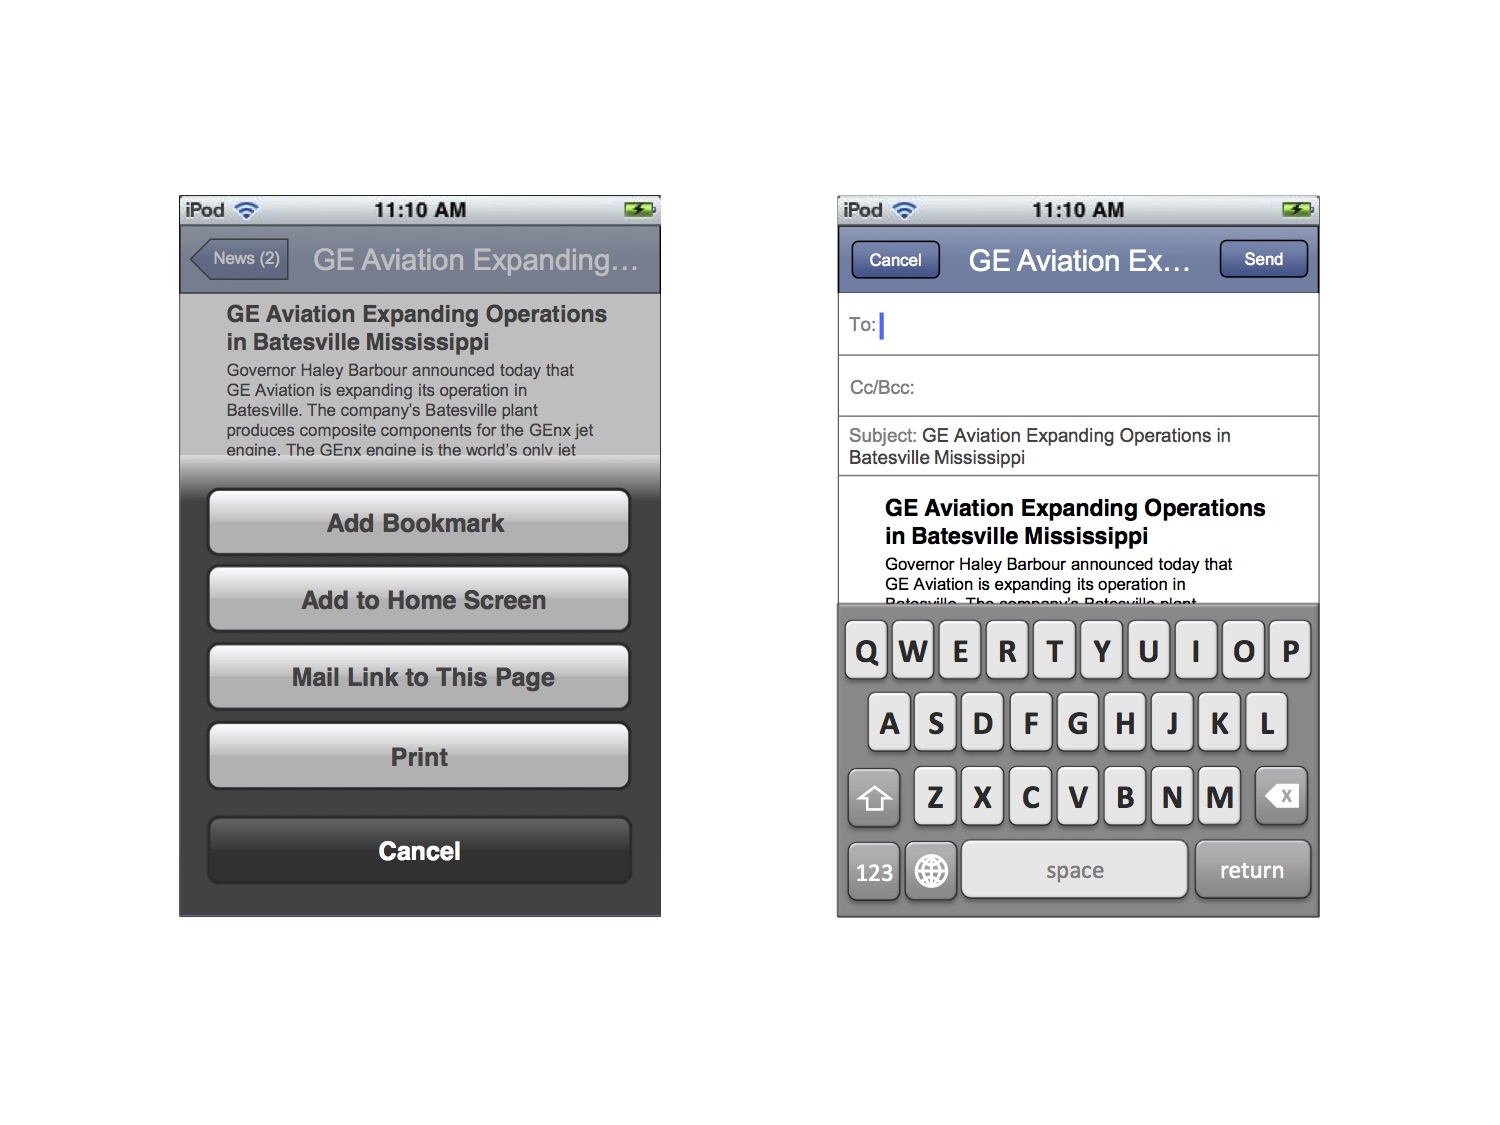 iPod 11:10 AM
News (2) GE Aviation Expanding...
GE Aviation Expanding Operations
in Batesville Mississippi
Governor Haley Barbour announced today that
GE Aviation is expanding its operation in
Batesville. The company's Batesville plant
produces composite components for the GEnx jet
engine. The GEnx engine is the world's only jet
Add Bookmark
Add to Home Screen
Mail Link to This Page
Print
Cancel
iPod 11:10 AM
Cancel GE Aviation Ex... Send
To:
Cc/Bcc:
Subject: GE Aviation Expanding Operations in
Batesville Mississippi
GE Aviation Expanding Operations
in Batesville Mississippi
Governor Haley Barbour announced today that
GE Aviation is expanding its operation in
Batesville. The company's Batesville plant
Q W E R T Y U I O P
A S D F G H J K L
Z X C V B N M X
123 space return